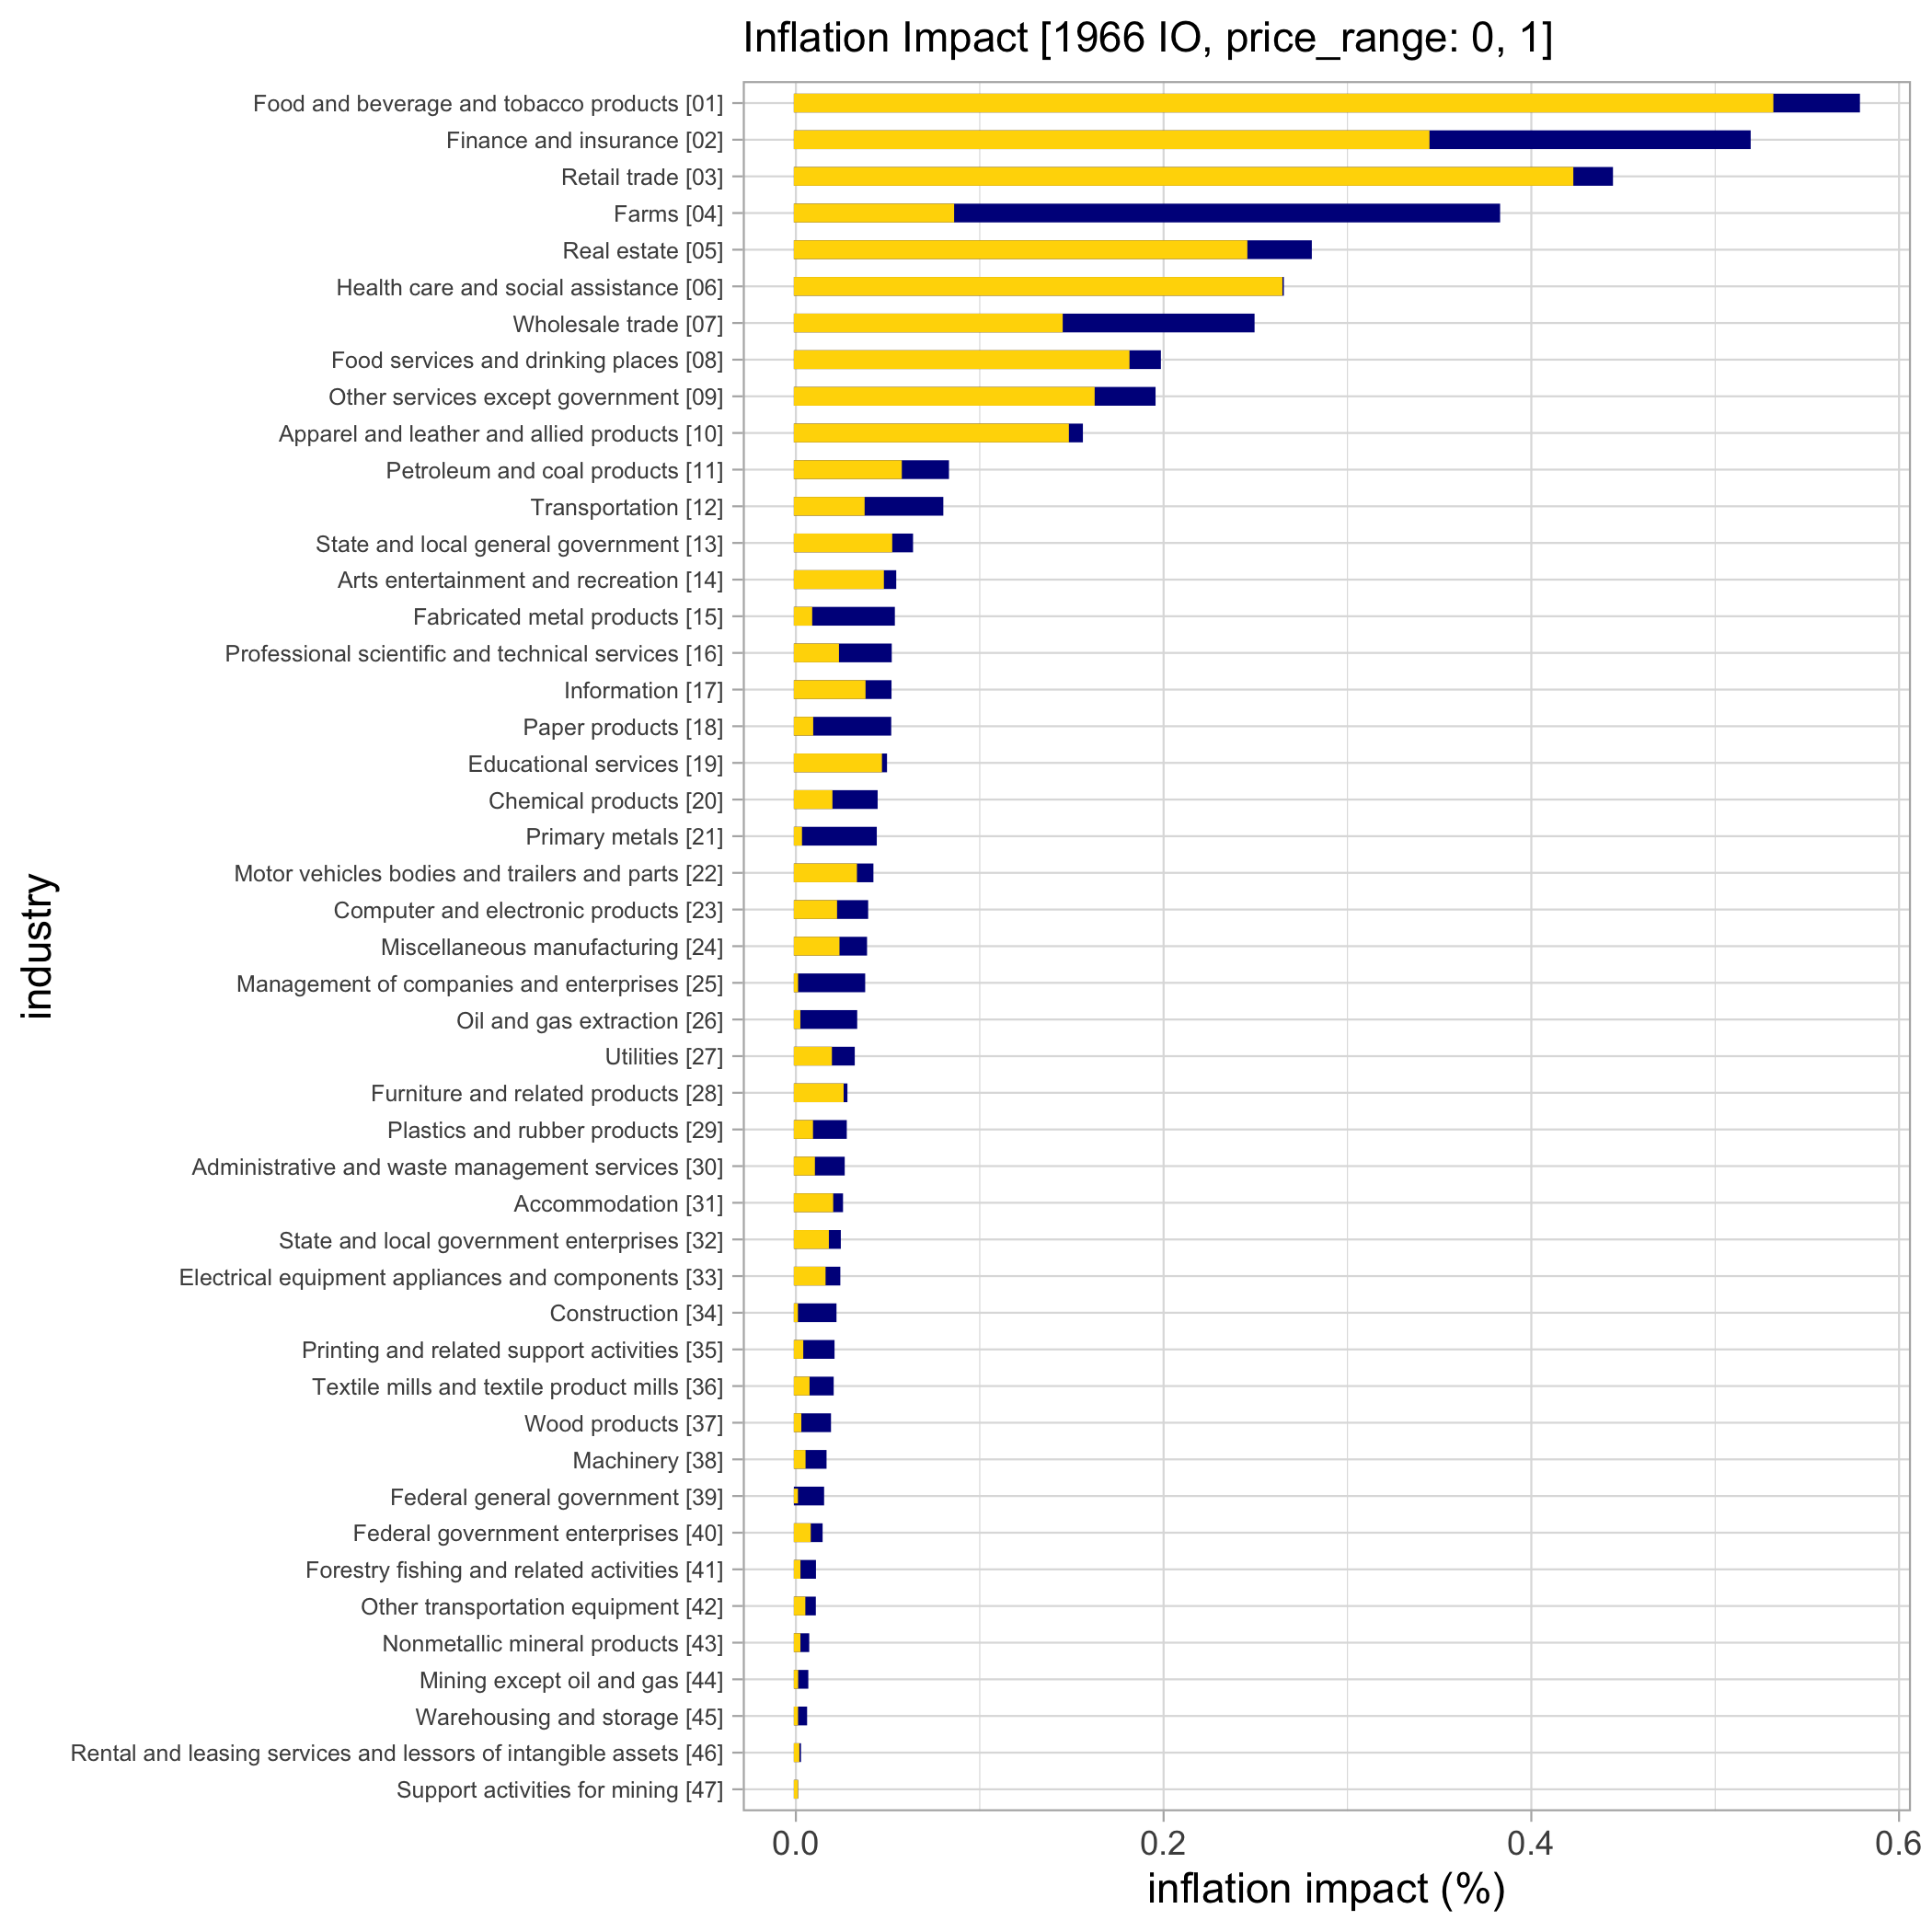 Inflation Impact [1966 IO, price_range: 0, 1]
industry
Food and beverage and tobacco products [01]
Finance and insurance [02]
Retail trade [03]
Farms [04]
Real estate [05]
Health care and social assistance [06]
Wholesale trade [07]
Food services and drinking places [08]
Other services except government [09]
Apparel and leather and allied products [10]
Petroleum and coal products [11]
Transportation [12]
State and local general government [13]
Arts entertainment and recreation [14]
Fabricated metal products [15]
Professional scientific and technical services [16]
Information [17]
Paper products [18]
Educational services [19]
Chemical products [20]
Primary metals [21]
Motor vehicles bodies and trailers and parts [22]
Computer and electronic products [23]
Miscellaneous manufacturing [24]
Management of companies and enterprises [25]
Oil and gas extraction [26]
Utilities [27]
Furniture and related products [28]
Plastics and rubber products [29]
Administrative and waste management services [30]
Accommodation [31]
State and local government enterprises [32]
Electrical equipment appliances and components [33]
Construction [34]
Printing and related support activities [35]
Textile mills and textile product mills [36]
Wood products [37]
Machinery [38]
Federal general government [39]
Federal government enterprises [40]
Forestry fishing and related activities [41]
Other transportation equipment [42]
Nonmetallic mineral products [43]
Mining except oil and gas [44]
Warehousing and storage [45]
Rental and leasing services and lessors of intangible assets [46]
Support activities for mining [47]
0.0 0.2 0.4 0.6
inflation impact (%)